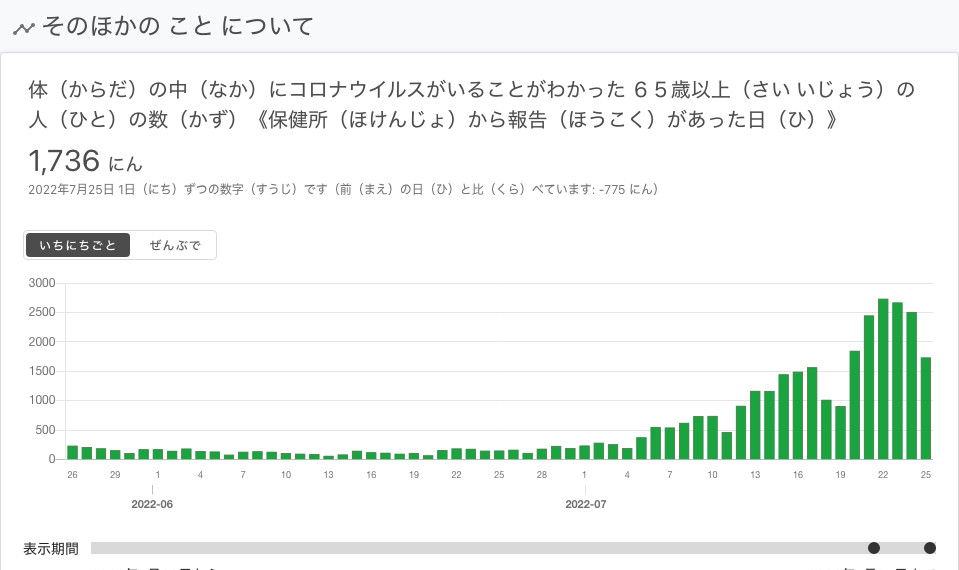 そのほかの こと について
体（からだ）の中（なか）にコロナウイルスがいることがわかった ６５歳以上（さい いじょう）の
人（ひと）の数（かず）《保健所（ほけんじょ）から報告（ほうこく）があった日（ひ）》
1,736 にん
2022年7月25日 1日（にち）ずつの数字（すうじ）です（前（まえ）の日（ひ）と比（くら）べています: -775 にん）
いちにちごと ぜんぶで
3000
2500
2000
1500
1000
500
0
26 29 1 4 7 10 13 16 19 22 25 28 1 4 7 10 13 16 19 22 25
2022-06 2022-07
表示期間